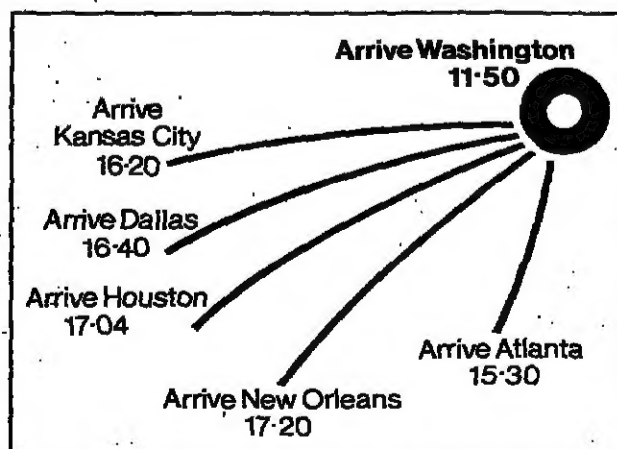 Arrive Washington
11·50
Arrive
Kansas City
16·20
Arrive Dallas
16·40
Arrive Houston
17·04
Arrive New Orleans
17·20
Arrive Atlanta
15·30